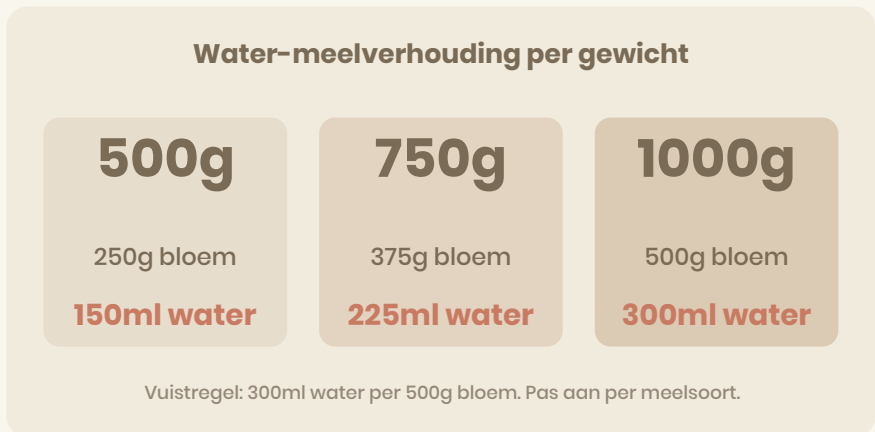 Water-meelverhouding per gewicht
500g
250g bloem
150ml water
750g
375g bloem
225ml water
1000g
500g bloem
300ml water
Vuistregel: 300ml water per 500g bloem. Pas aan per meelsoort.